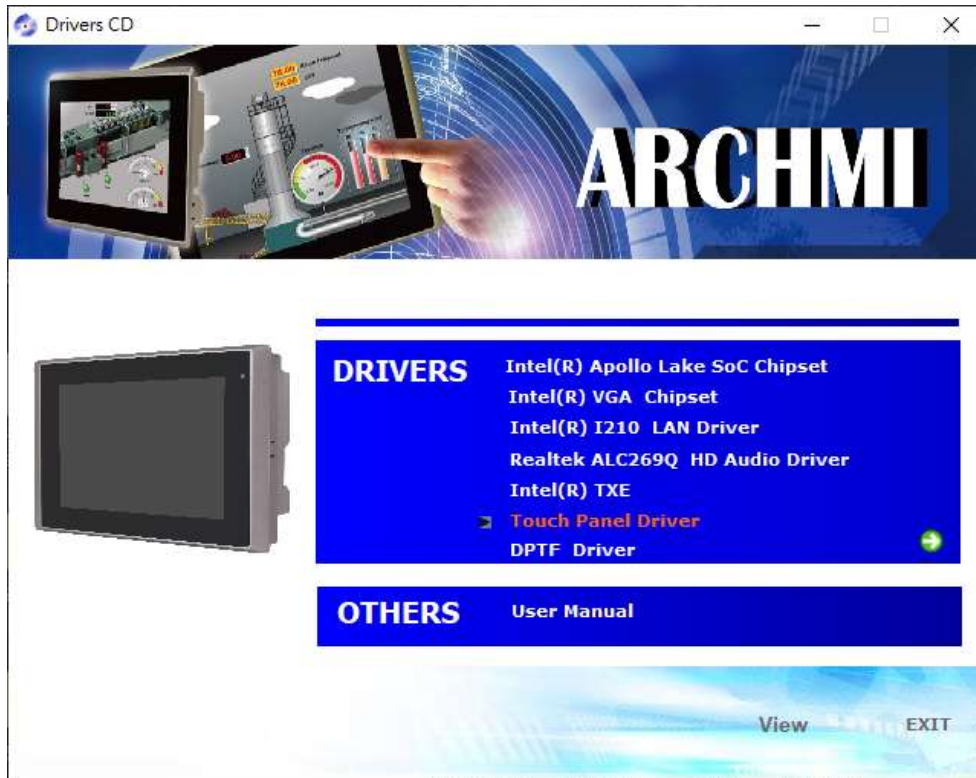 Drivers CD
ARCHMI
DRIVERS
Intel(R) Apollo Lake SoC Chipset
Intel(R) VGA Chipset
Intel(R) I210 LAN Driver
Realtek ALC269Q HD Audio Driver
Intel(R) TXE
Touch Panel Driver
DPTF Driver
OTHERS
User Manual
View
EXIT